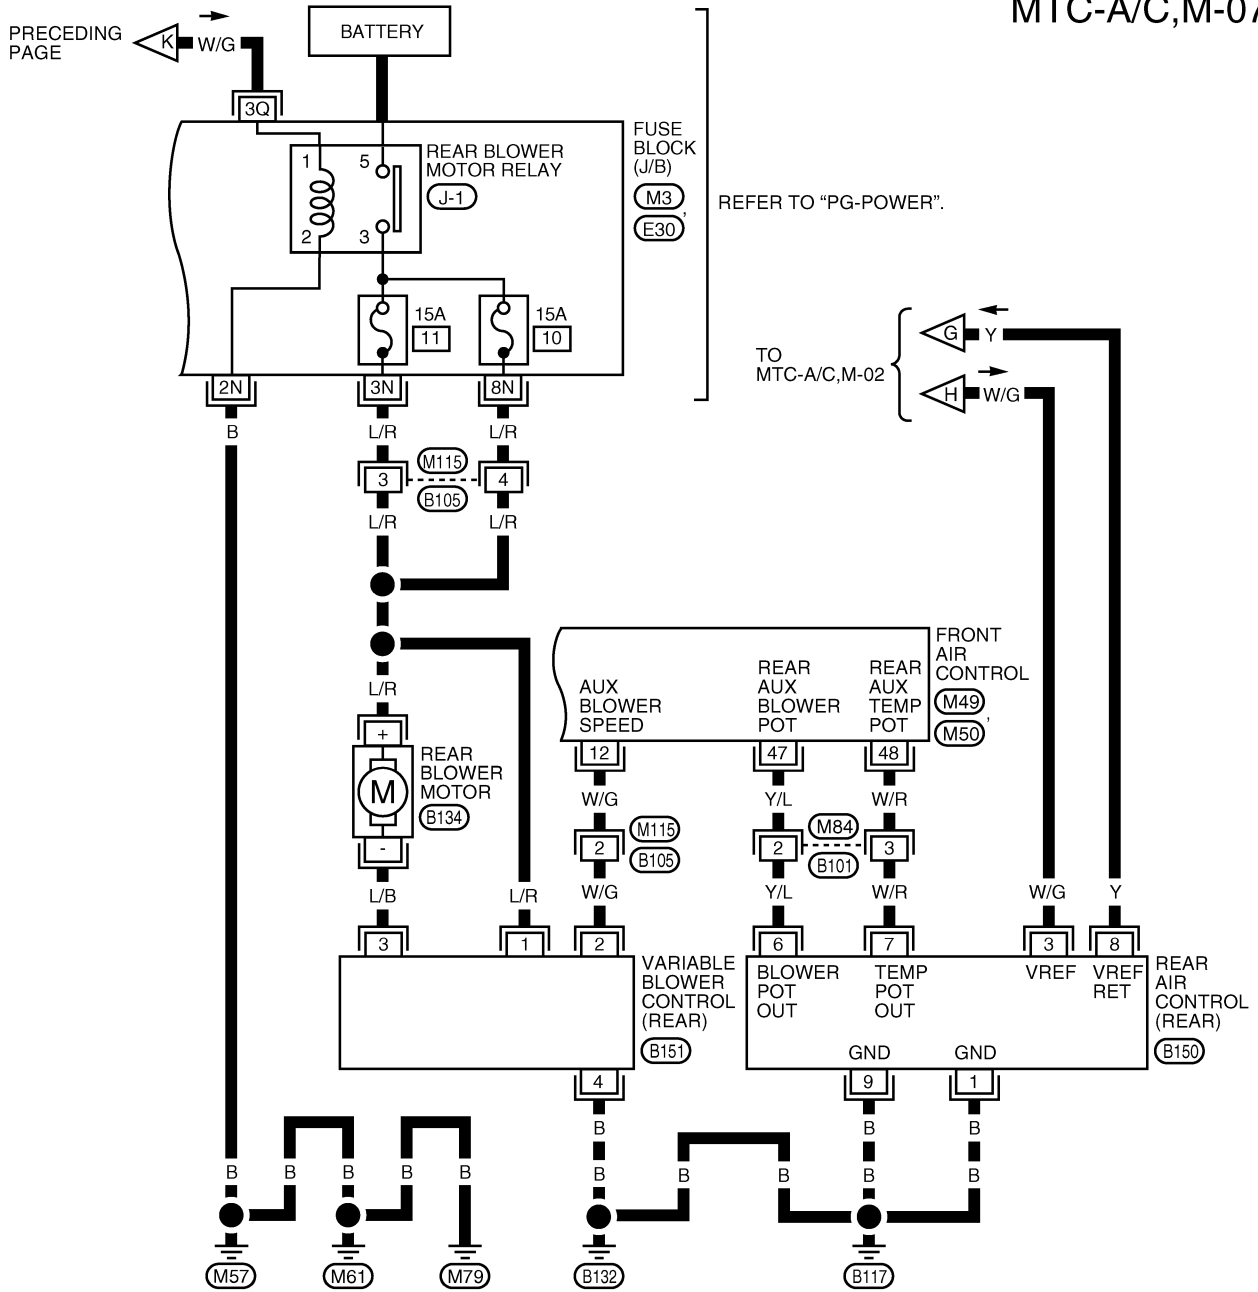 MTC-A/C,M-07
PRECEDING
PAGE
K
W/G
BATTERY
3Q
FUSE
BLOCK
(J/B)
M3,
E30
REAR BLOWER
MOTOR RELAY
J-1
1
5
2
3
REFER TO “PG-POWER”.
15A
11
15A
10
2N
3N
8N
TO
MTC-A/C,M-02
G
Y
H
W/G
B
L/R
L/R
3
M115
B105
4
L/R
L/R
L/R
+
M
-
REAR
BLOWER
MOTOR
B134
L/B
L/R
FRONT
AIR
CONTROL
M49,
M50
AUX
BLOWER
SPEED
REAR
AUX
BLOWER
POT
REAR
AUX
TEMP
POT
12
47
48
W/G
Y/L
W/R
2
M115
B105
2
M84
B101
3
W/G
Y/L
W/R
W/G
Y
3
1
2
6
7
3
8
VARIABLE
BLOWER
CONTROL
(REAR)
B151
BLOWER
POT
OUT
TEMP
POT
OUT
VREF
VREF
RET
REAR
AIR
CONTROL
(REAR)
B150
GND
GND
4
9
1
B
B
B
B
B
B
B
B
B
B
B
B
B
B
M57
M61
M79
B132
B117